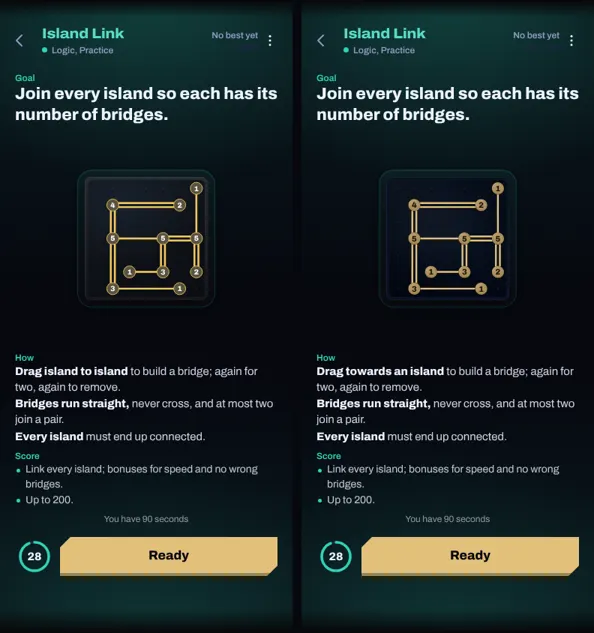 Island Link
No best yet
Logic, Practice
Goal
Join every island so each has its
number of bridges.
1
4 2
5 5 5
1 3 2
3 1
How
Drag island to island to build a bridge; again for
two, again to remove.
Bridges run straight, never cross, and at most two
join a pair.
Every island must end up connected.
Score
Link every island; bonuses for speed and no wrong
bridges.
Up to 200.
You have 90 seconds
28
Ready
Island Link
No best yet
Logic, Practice
Goal
Join every island so each has its
number of bridges.
1
4 2
5 5 5
1 3 2
3 1
How
Drag towards an island to build a bridge; again for
two, again to remove.
Bridges run straight, never cross, and at most two
join a pair.
Every island must end up connected.
Score
Link every island; bonuses for speed and no wrong
bridges.
Up to 200.
You have 90 seconds
28
Ready